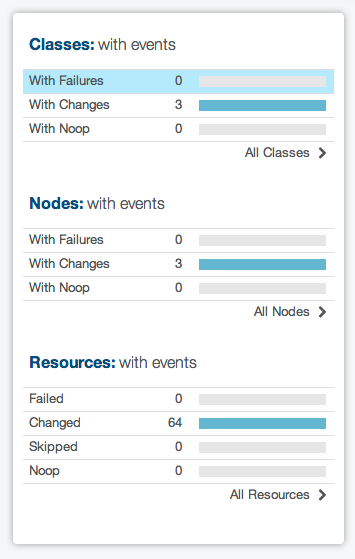 Classes: with events
With Failures 0
With Changes 3
With Noop 0
All Classes
Nodes: with events
With Failures 0
With Changes 3
With Noop 0
All Nodes
Resources: with events
Failed 0
Changed 64
Skipped 0
Noop 0
All Resources